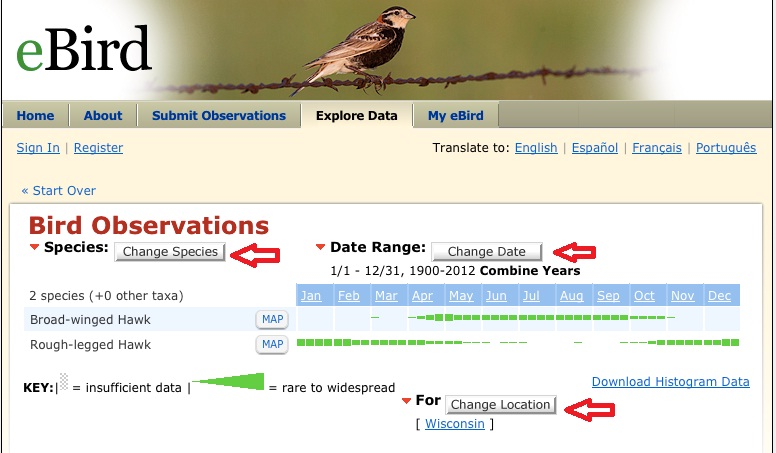 eBird
Home About Submit Observations Explore Data My eBird
Sign In | Register Translate to: English | Español | Français | Português
« Start Over
Bird Observations
Species: Change Species Date Range: Change Date
1/1 - 12/31, 1900-2012 Combine Years
2 species (+0 other taxa) Jan Feb Mar Apr May Jun Jul Aug Sep Oct Nov Dec
Broad-winged Hawk MAP
Rough-legged Hawk MAP
Download Histogram Data
KEY:| = insufficient data | = rare to widespread
For Change Location
[ Wisconsin ]